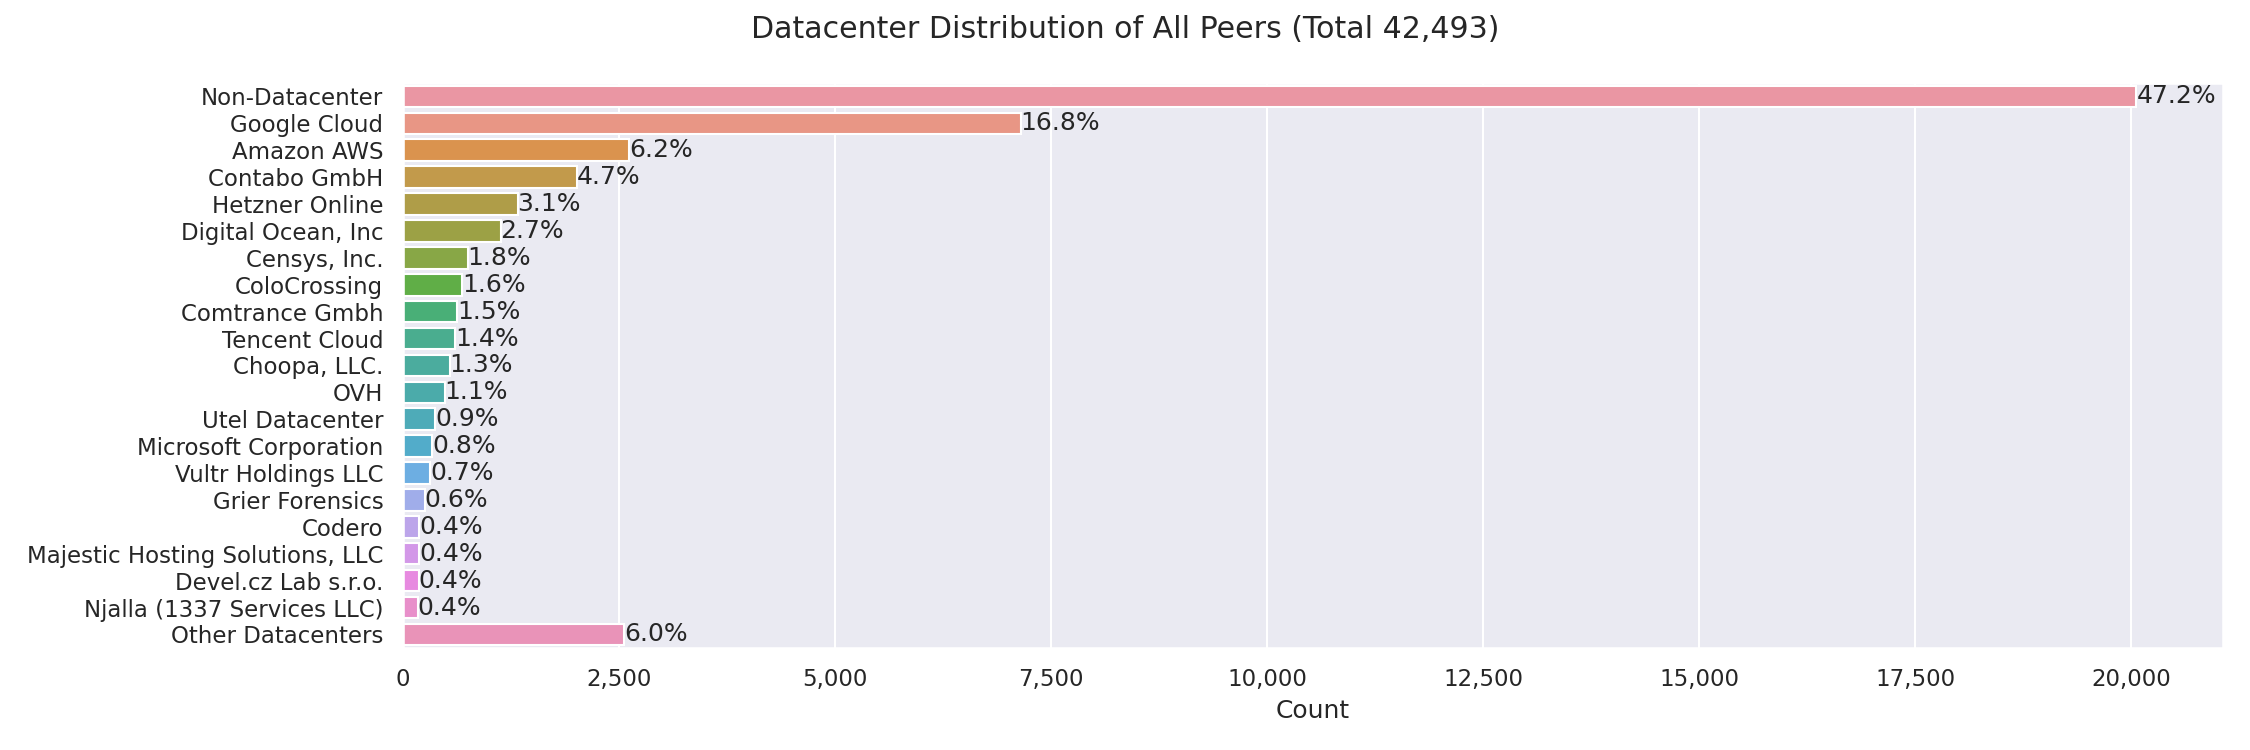 Datacenter Distribution of All Peers (Total 42,493)
Non-Datacenter 47.2%
Google Cloud 16.8%
Amazon AWS 6.2%
Contabo GmbH 4.7%
Hetzner Online 3.1%
Digital Ocean, Inc 2.7%
Censys, Inc. 1.8%
ColoCrossing 1.6%
Comtrance Gmbh 1.5%
Tencent Cloud 1.4%
Choopa, LLC. 1.3%
OVH 1.1%
Utel Datacenter 0.9%
Microsoft Corporation 0.8%
Vultr Holdings LLC 0.7%
Grier Forensics 0.6%
Codero 0.4%
Majestic Hosting Solutions, LLC 0.4%
Devel.cz Lab s.r.o. 0.4%
Njalla (1337 Services LLC) 0.4%
Other Datacenters 6.0%
0 2,500 5,000 7,500 10,000 12,500 15,000 17,500 20,000
Count